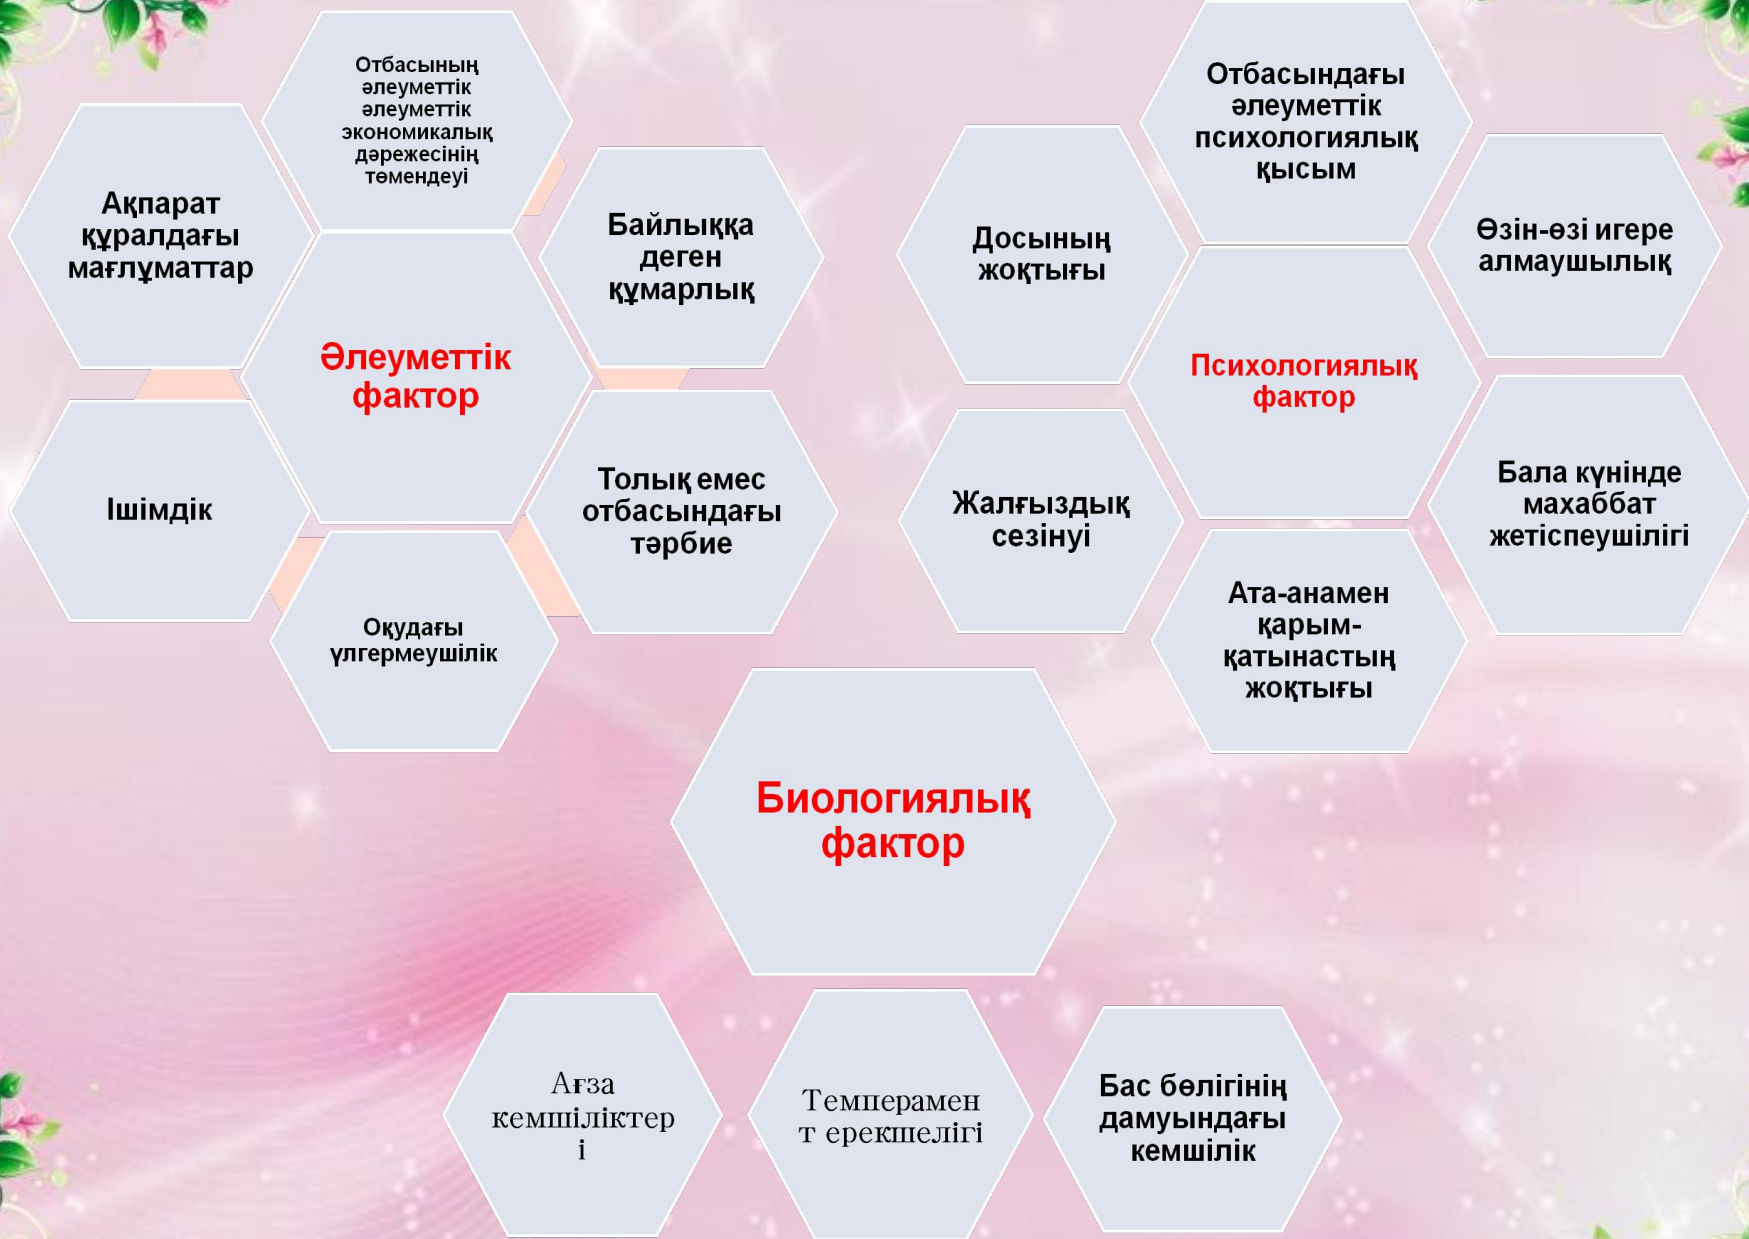 Отбасының
әлеуметтік
әлеуметтік
экономикалық
дәрежесінің
төмендеуі
Ақпарат
құралдағы
мағлұматтар
Байлыққа
деген
құмарлық
Әлеуметтік
фактор
Ішімдік
Толық емес
отбасындағы
тәрбие
Оқудағы
үлгермеушілік
Отбасындағы
әлеуметтік
психологиялық
қысым
Досының
жоқтығы
Өзін-өзі игере
алмаушылық
Психологиялық
фактор
Жалғыздық
сезінуі
Бала күнінде
махаббат
жетіспеушілігі
Ата-анамен
қарым-
қатынастың
жоқтығы
Биологиялық
фактор
Ағза
кемшіліктер
і
Темперамен
т ерекшелігі
Бас бөлігінің
дамуындағы
кемшілік